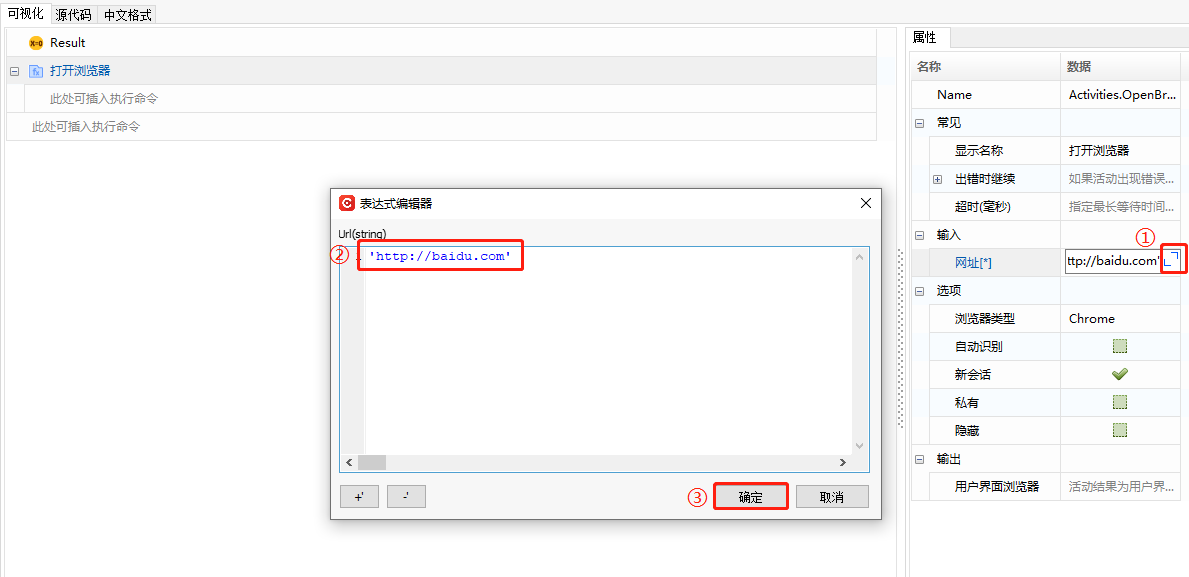 可视化 源代码 中文格式
x=0 Result
打开浏览器
此处可插入执行命令
此处可插入执行命令
属性
名称 数据
Name Activities.OpenBr...
常见
显示名称 打开浏览器
出错时继续 如果活动出现错误...
超时(毫秒) 指定最长等待时间...
输入
①
网址[*] ttp://baidu.com'
选项
浏览器类型 Chrome
自动识别
新会话
私有
隐藏
输出
用户界面浏览器 活动结果为用户界...
表达式编辑器
Url(string)
② 'http://baidu.com'
+' -' ③ 确定 取消